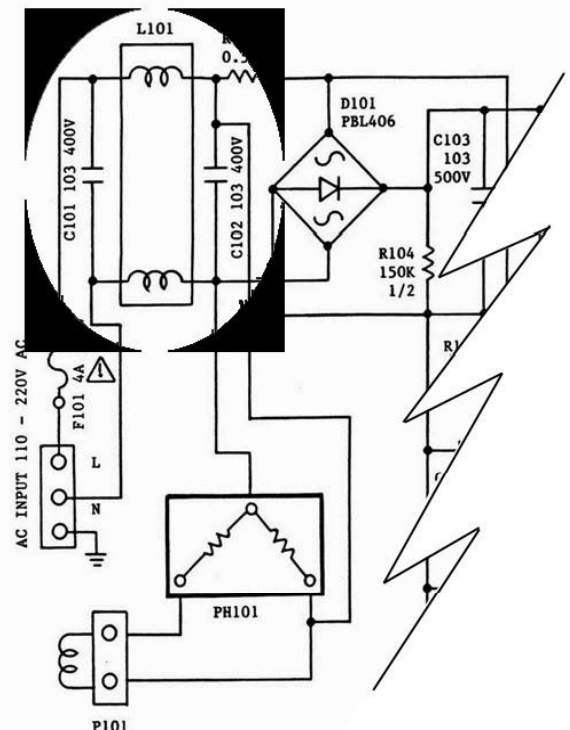 L101
0.
D101
PBL406
C103
103
500V
C101 103 400V
C102 103 400V
R104
150K
1/2
AC INPUT 110 - 220V AC
F101 4A
L
N
PH101
P101